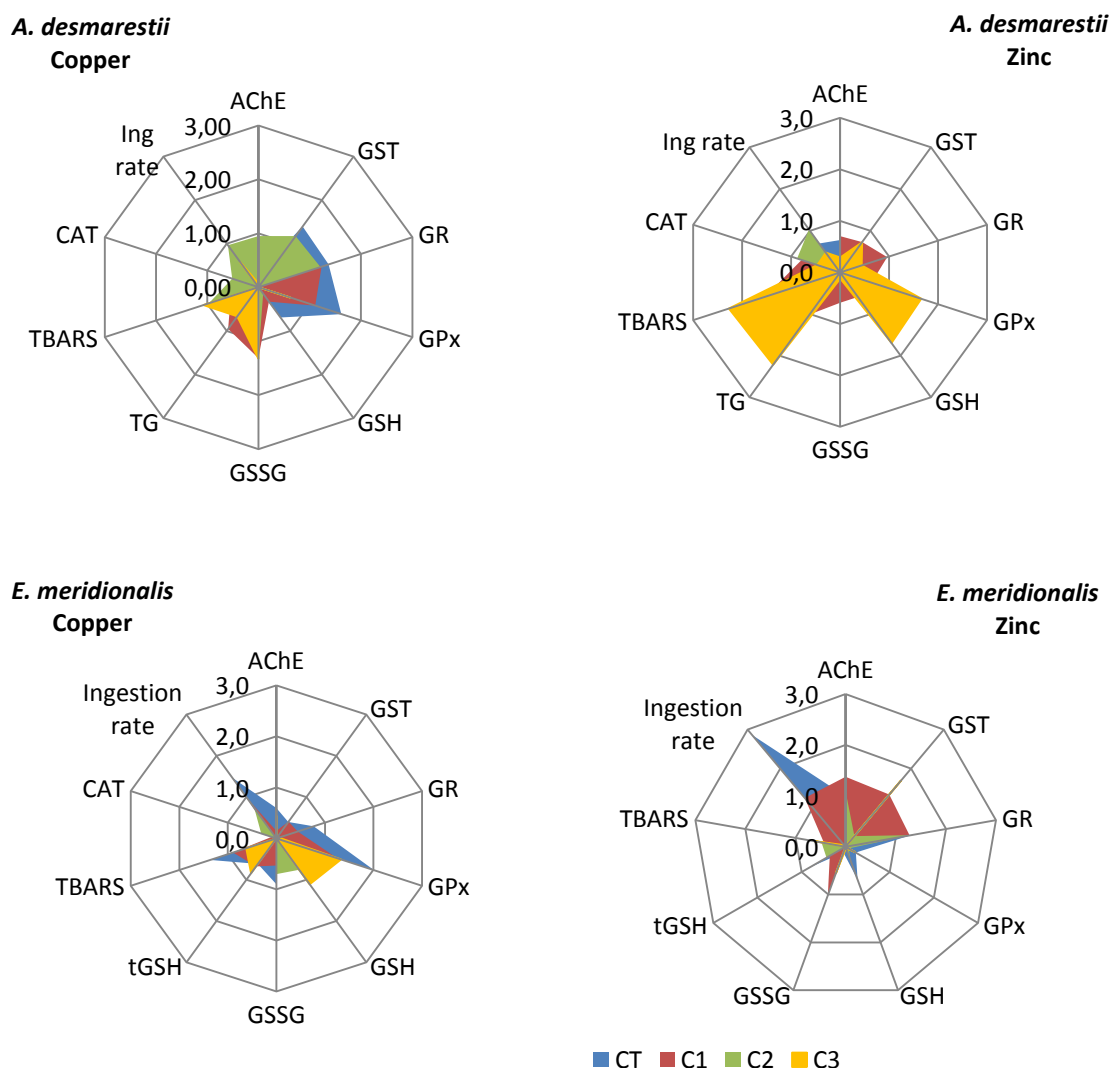 A. desmarestii
Copper
AChE
3,00
Ing
rate
GST
2,00
CAT
1,00
GR
0,00
TBARS
GPx
TG
GSH
GSSG
A. desmarestii
Zinc
AChE
3,0
Ing rate
GST
2,0
CAT
1,0
GR
0,0
TBARS
GPx
TG
GSH
GSSG
E. meridionalis
Copper
AChE
3,0
Ingestion
rate
GST
2,0
CAT
1,0
GR
0,0
TBARS
GPx
tGSH
GSH
GSSG
E. meridionalis
Zinc
AChE
3,0
Ingestion
rate
GST
2,0
TBARS
1,0
GR
0,0
tGSH
GPx
GSSG
GSH
CT C1 C2 C3